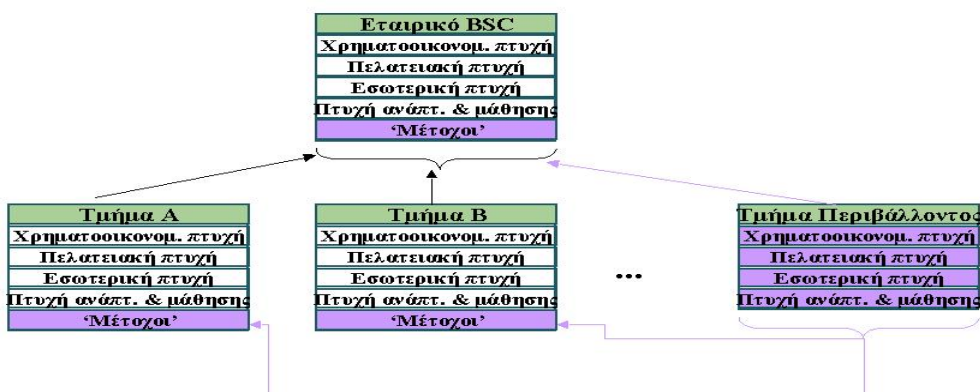 Εταιρικό BSC
Χρηματοοικονομ. πτυχή
Πελατειακή πτυχή
Εσωτερική πτυχή
Πτυχή ανάπτ. & μάθησης
‘Μέτοχοι’
Τμήμα Α
Χρηματοοικονομ. πτυχή
Πελατειακή πτυχή
Εσωτερική πτυχή
Πτυχή ανάπτ. & μάθησης
‘Μέτοχοι’
Τμήμα Β
Χρηματοοικονομ. πτυχή
Πελατειακή πτυχή
Εσωτερική πτυχή
Πτυχή ανάπτ. & μάθησης
‘Μέτοχοι’
...
Τμήμα Περιβάλλοντος
Χρηματοοικονομ. πτυχή
Πελατειακή πτυχή
Εσωτερική πτυχή
Πτυχή ανάπτ. & μάθησης